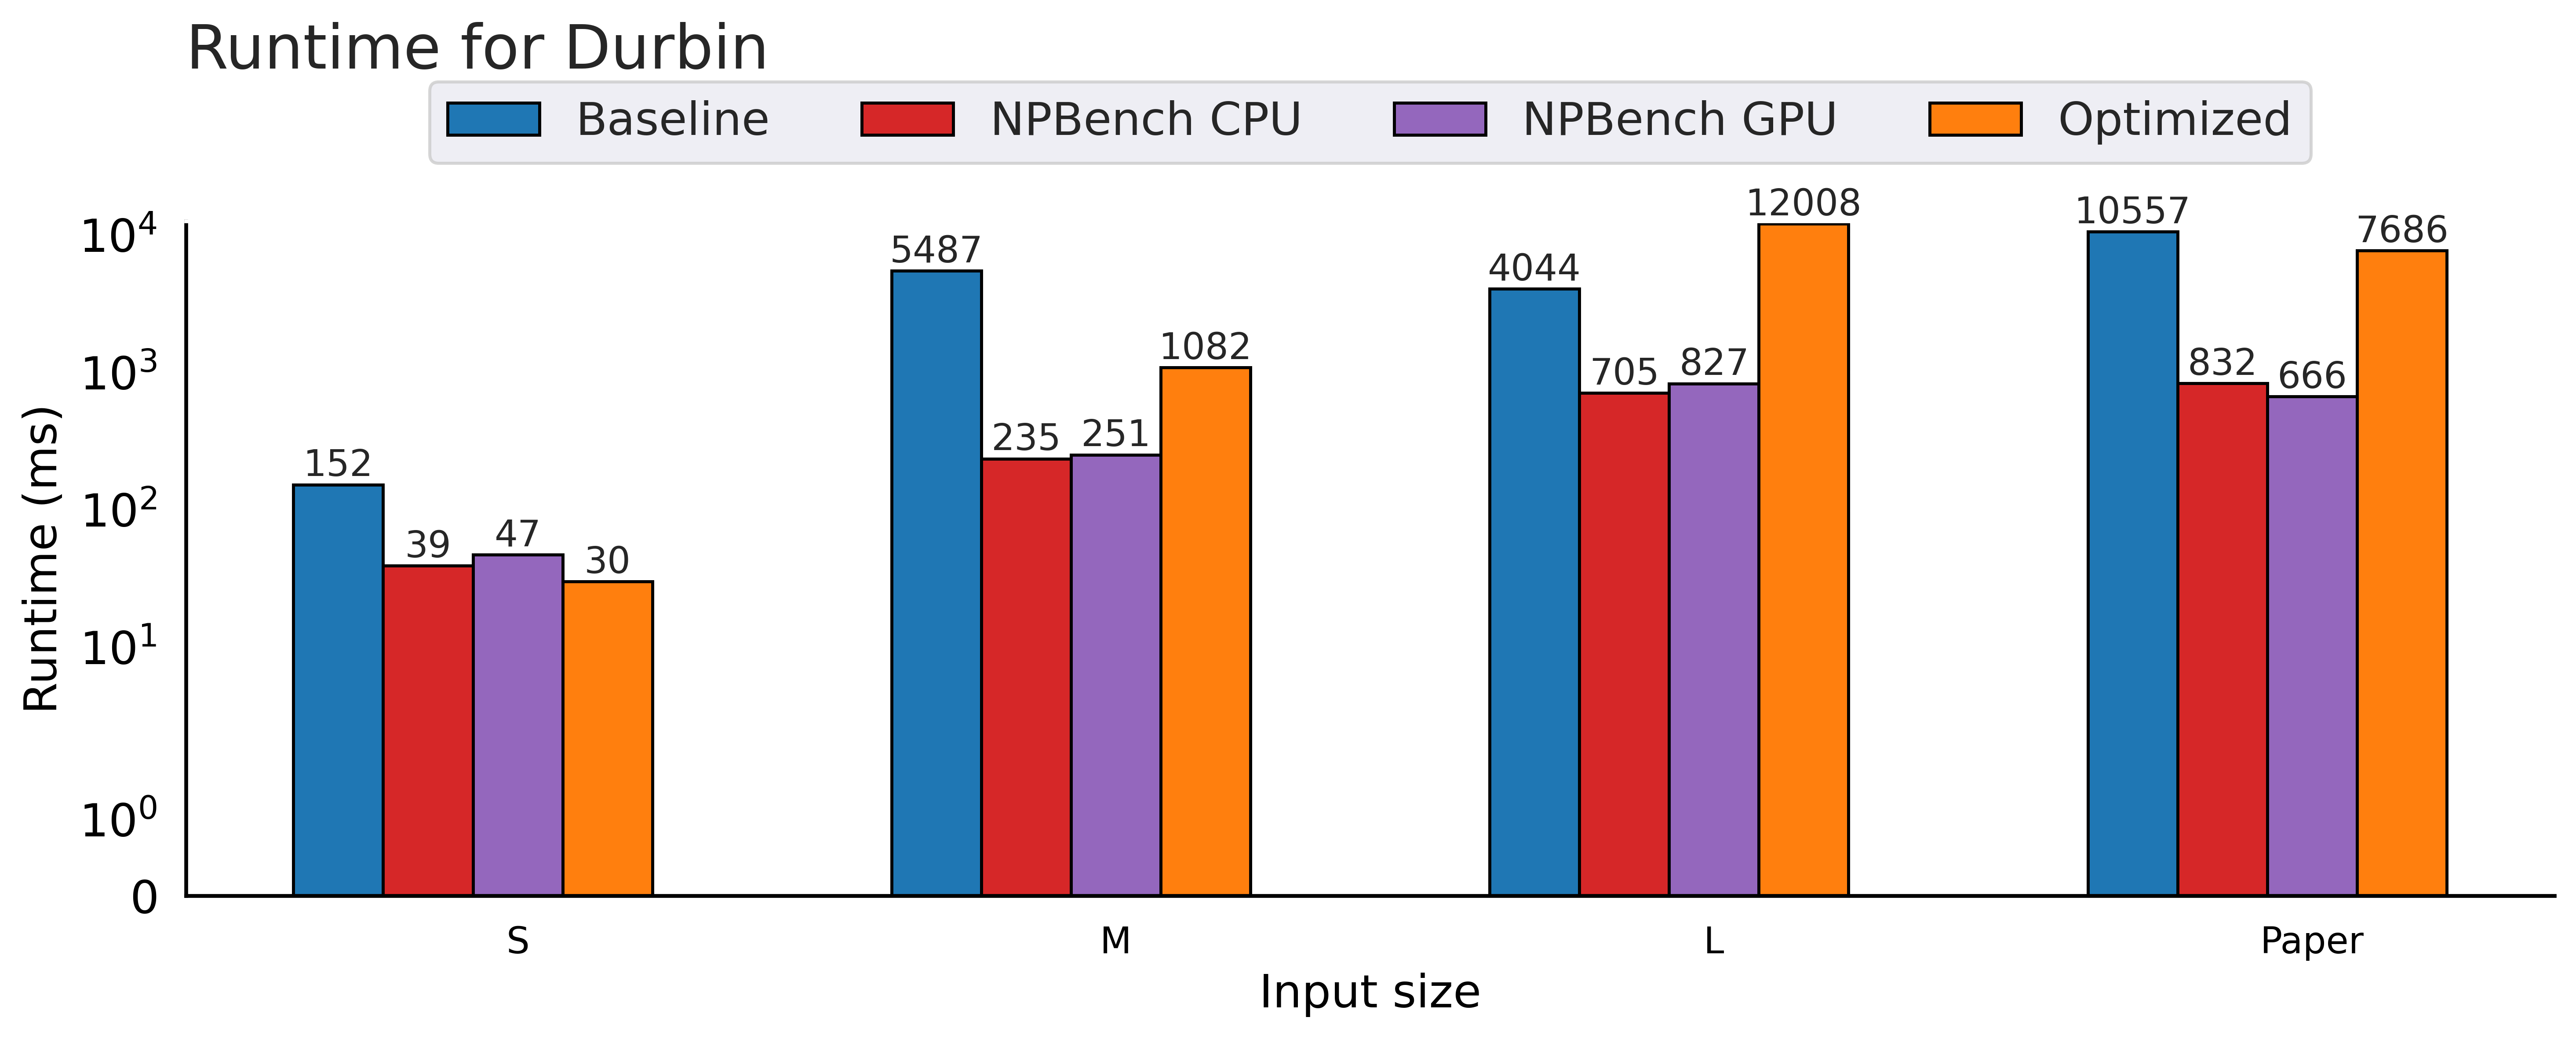 Runtime for Durbin
Baseline NPBench CPU NPBench GPU Optimized
Runtime (ms)
10⁴
10³
10²
10¹
10⁰
0
152 39 47 30
5487 235 251 1082
4044 705 827 12008
10557 832 666 7686
S M L Paper
Input size